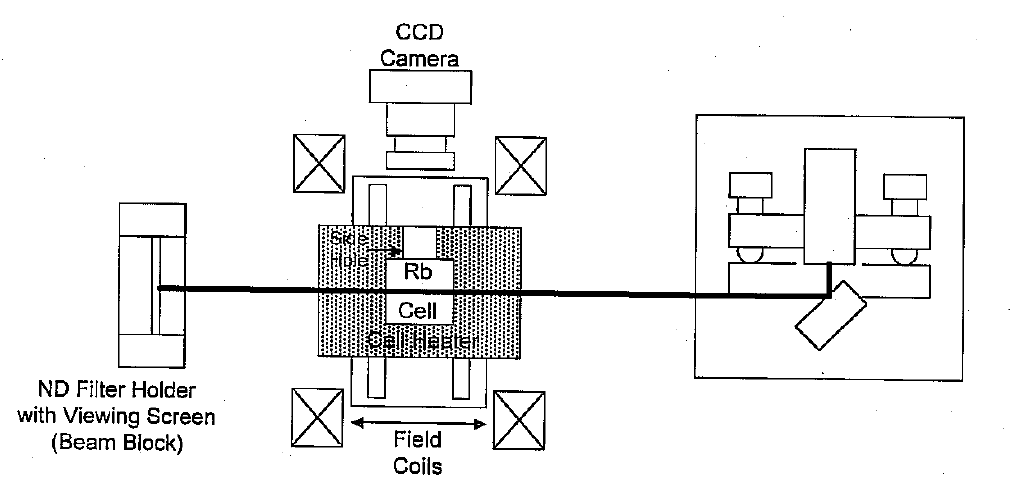 CCD
Camera
Side
Hole
Rb
Cell
Cell Heater
ND Filter Holder
with Viewing Screen
(Beam Block)
Field
Coils